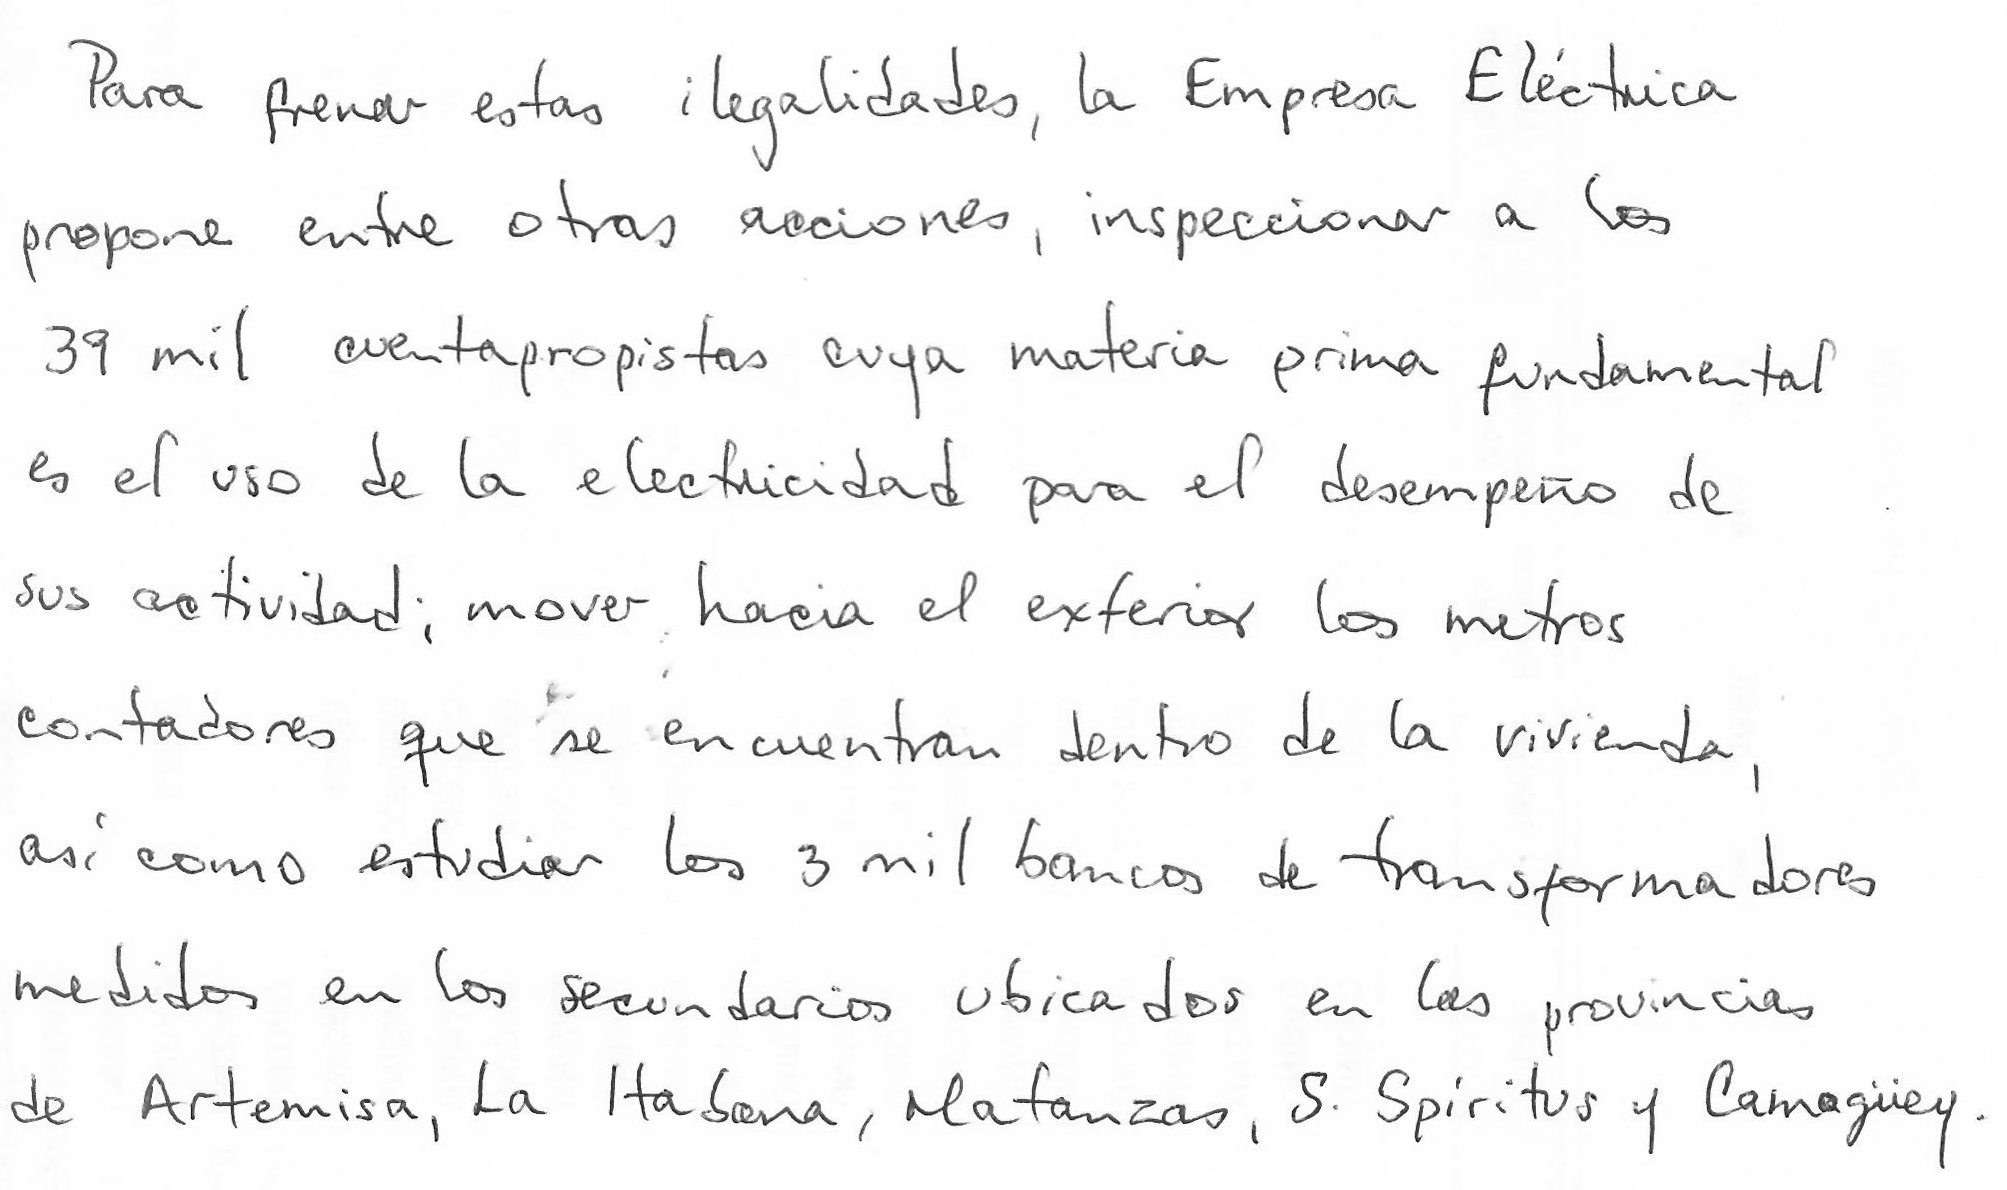 Para frenar estas ilegalidades, la Empresa Eléctrica
propone entre otras acciones, inspeccionar a los
39 mil cuentapropistas cuya materia prima fundamental
es el uso de la electricidad para el desempeño de
sus actividad; mover hacia el exterior los metros
contadores que se encuentran dentro de la vivienda,
así como estudiar los 3 mil bancos de transformadores
medidos en los secundarios ubicados en las provincias
de Artemisa, La Habana, Matanzas, S. Spíritus y Camagüey.